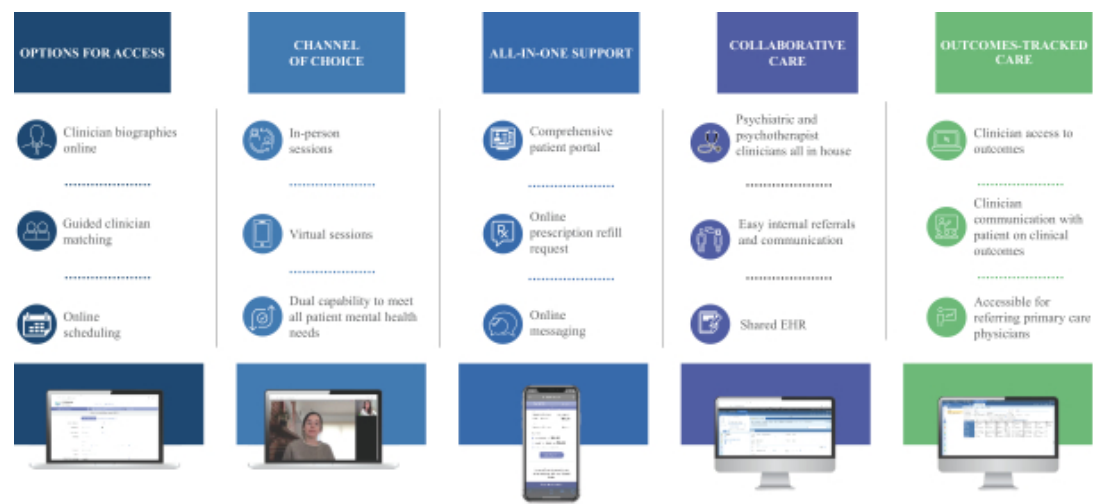 OPTIONS FOR ACCESS
CHANNEL
OF CHOICE
ALL-IN-ONE SUPPORT
COLLABORATIVE
CARE
OUTCOMES-TRACKED
CARE
Clinician biographies
online
Guided clinician
matching
Online
scheduling
In-person
sessions
Virtual sessions
Dual capability to meet
all patient mental health
needs
Comprehensive
patient portal
Online
prescription refill
request
Online
messaging
Psychiatric and
psychotherapist
clinicians all in house
Easy internal referrals
and communication
Shared EHR
Clinician access to
outcomes
Clinician
communication with
patient on clinical
outcomes
Accessible for
referring primary care
physicians